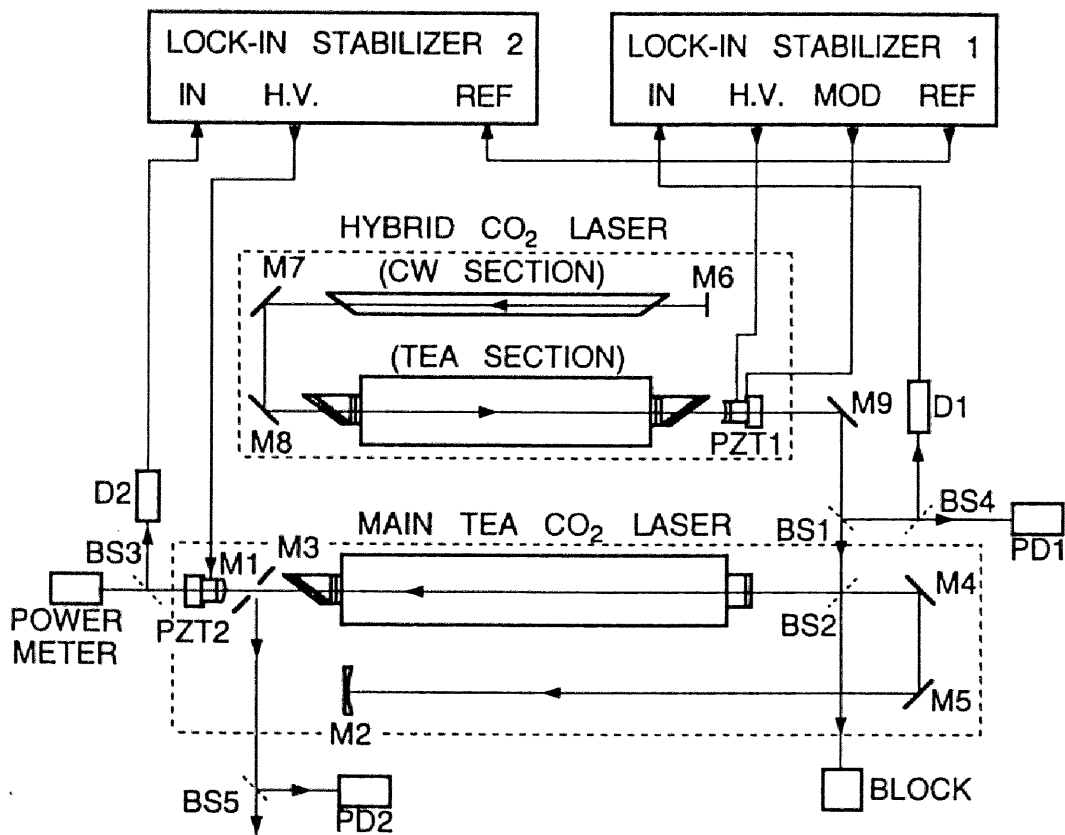 LOCK-IN STABILIZER 2
IN H.V. REF
LOCK-IN STABILIZER 1
IN H.V. MOD REF
HYBRID CO₂ LASER
(CW SECTION)
M7
M6
(TEA SECTION)
M8
PZT1
M9
D1
D2
BS4
BS1
PD1
MAIN TEA CO₂ LASER
BS3
M1
M3
M4
BS2
POWER
METER
PZT2
M5
M2
BS5
PD2
BLOCK